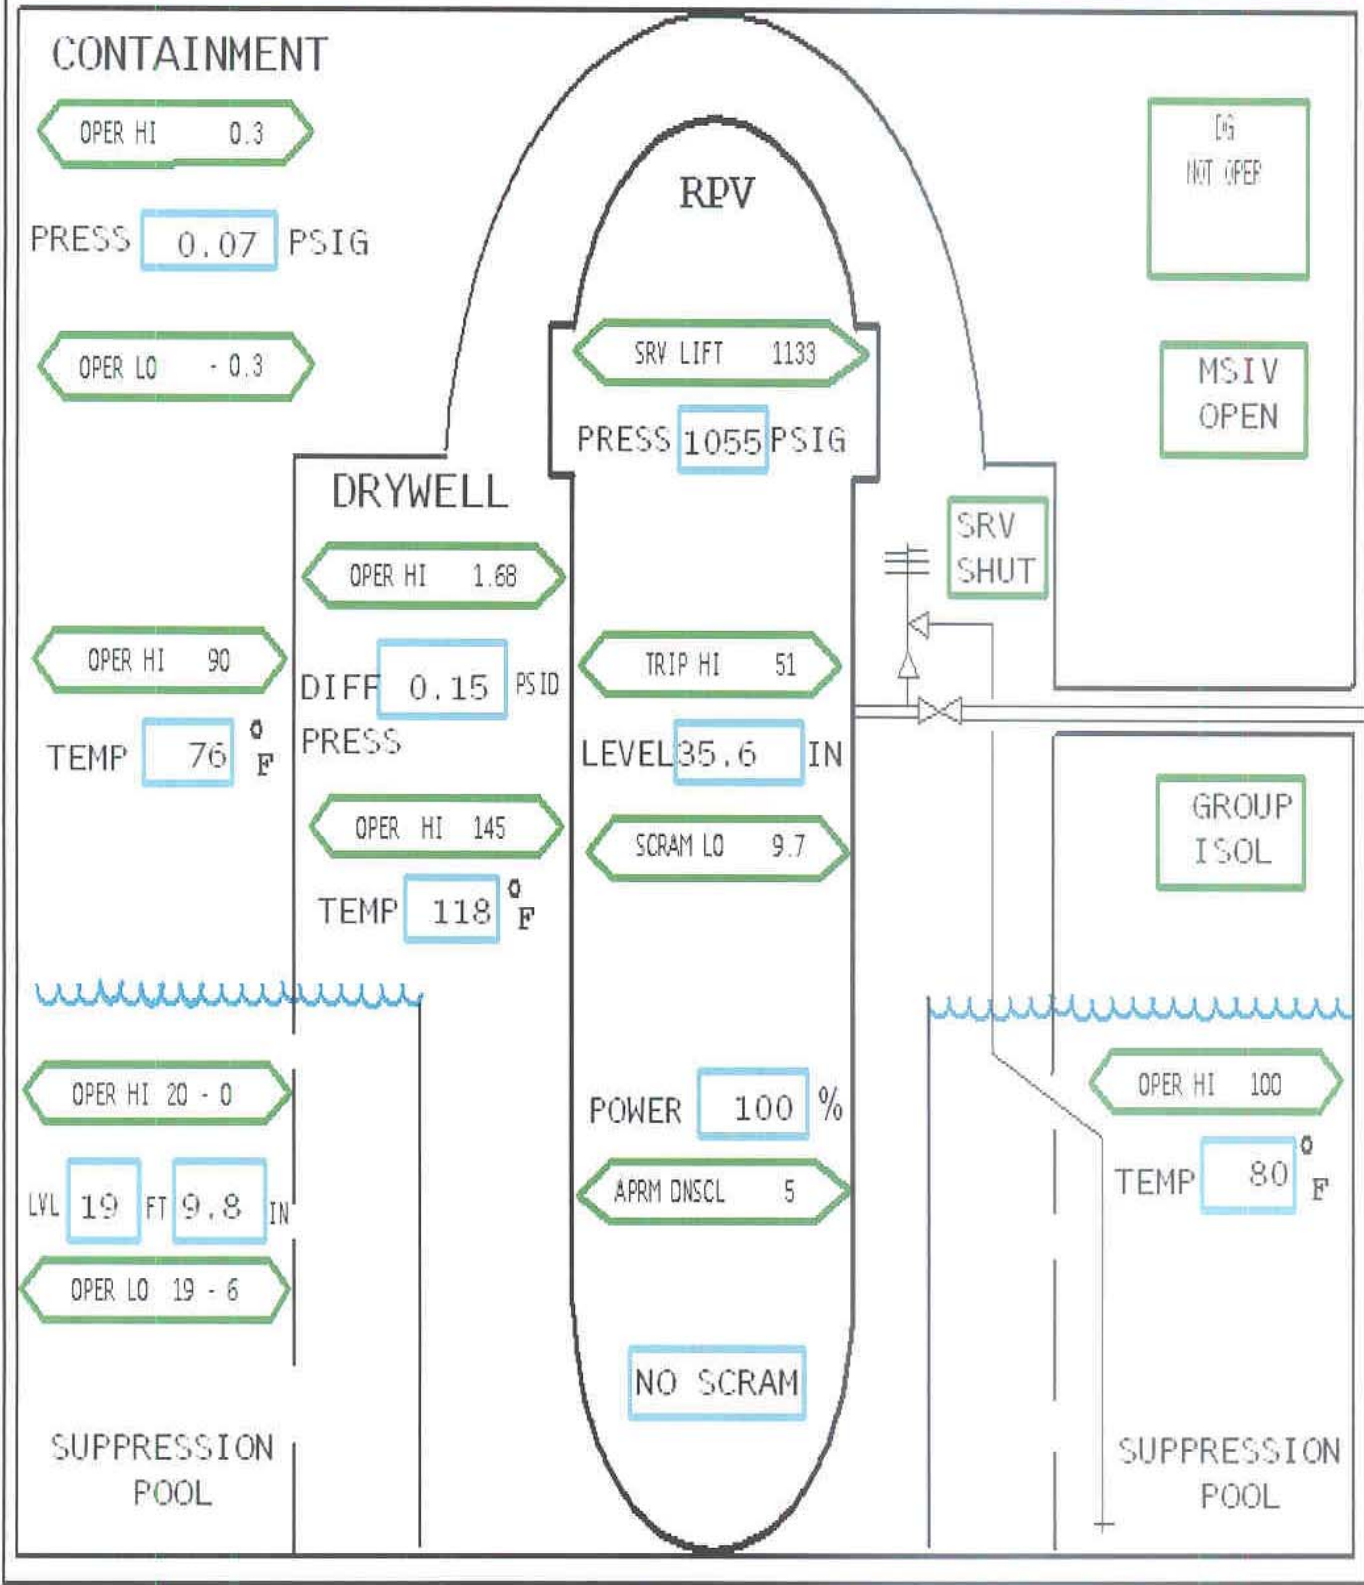 CONTAINMENT
OPER HI 0.3
PRESS 0.07 PSIG
OPER LO - 0.3
RPV
SRV LIFT 1133
PRESS 1055 PSIG
DG
NOT OPER
MSIV
OPEN
DRYWELL
OPER HI 1.68
DIFF 0.15 PSID
PRESS
OPER HI 145
TEMP 118 °F
OPER HI 90
TEMP 76 °F
TRIP HI 51
LEVEL 35.6 IN
SCRAM LO 9.7
SRV
SHUT
GROUP
ISOL
OPER HI 20 - 0
LVL 19 FT 9.8 IN
OPER LO 19 - 6
SUPPRESSION
POOL
POWER 100 %
APRM DNSCL 5
NO SCRAM
OPER HI 100
TEMP 80 °F
SUPPRESSION
POOL